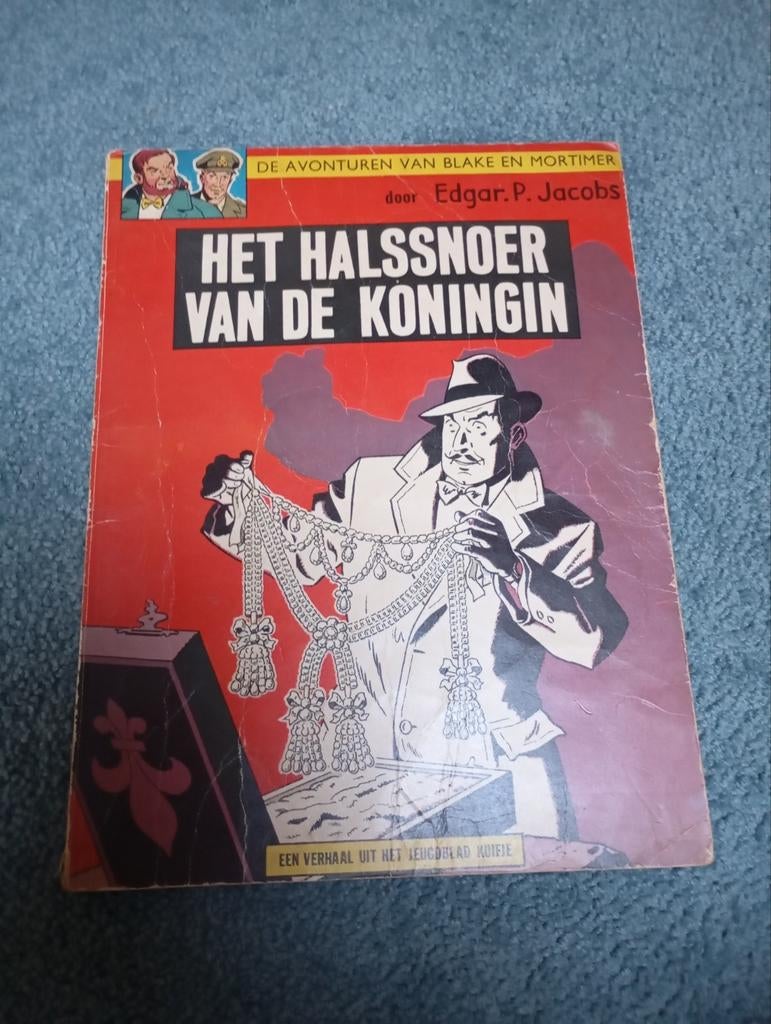 DE AVONTUREN VAN BLAKE EN MORTIMER
door Edgar. P. Jacobs
HET HALSSNOER
VAN DE KONINGIN
EEN VERHAAL UIT HET JEUGDBLAD KUIFJE